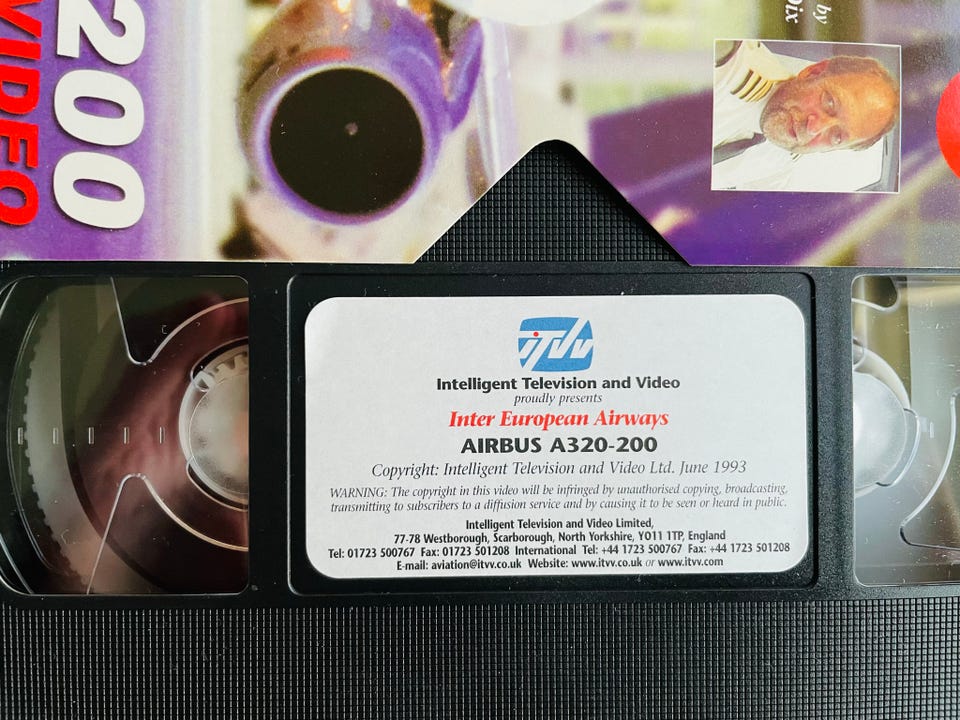 200
VIDEO
by
Dix
itvv
Intelligent Television and Video
proudly presents
Inter European Airways
AIRBUS A320-200
Copyright: Intelligent Television and Video Ltd. June 1993
WARNING: The copyright in this video will be infringed by unauthorised copying, broadcasting,
transmitting to subscribers to a diffusion service and by causing it to be seen or heard in public.
Intelligent Television and Video Limited,
77-78 Westborough, Scarborough, North Yorkshire, YO11 1TP, England
Tel: 01723 500767 Fax: 01723 501208 International Tel: +44 1723 500767 Fax: +44 1723 501208
E-mail: aviation@itvv.co.uk Website: www.itvv.co.uk or www.itvv.com